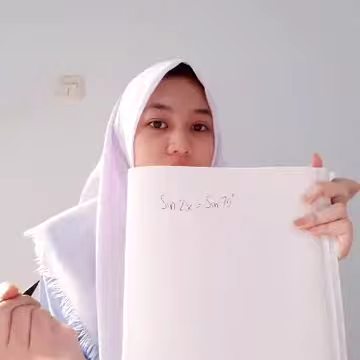 Sin 2x = Sin 70°